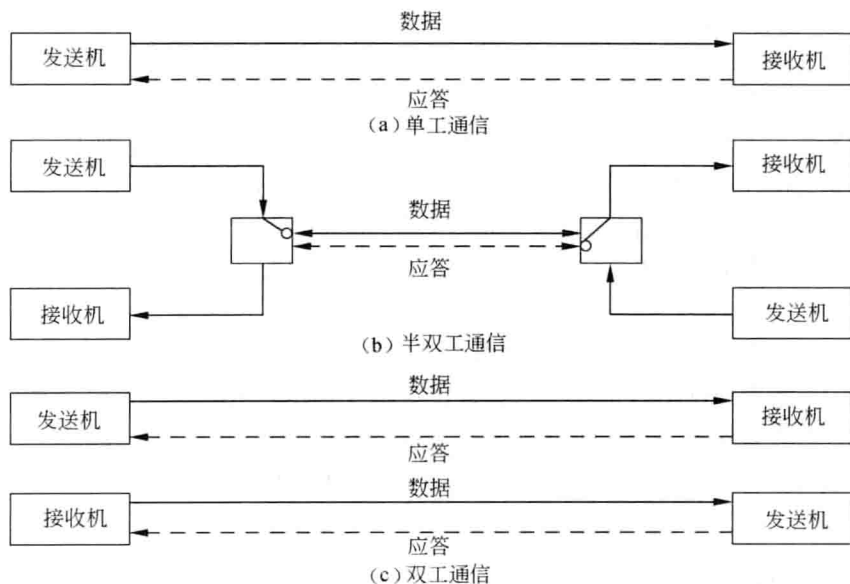 数据
发送机
接收机
应答
(a)单工通信
发送机
接收机
数据
应答
接收机
发送机
(b)半双工通信
数据
发送机
接收机
应答
数据
接收机
发送机
应答
(c)双工通信